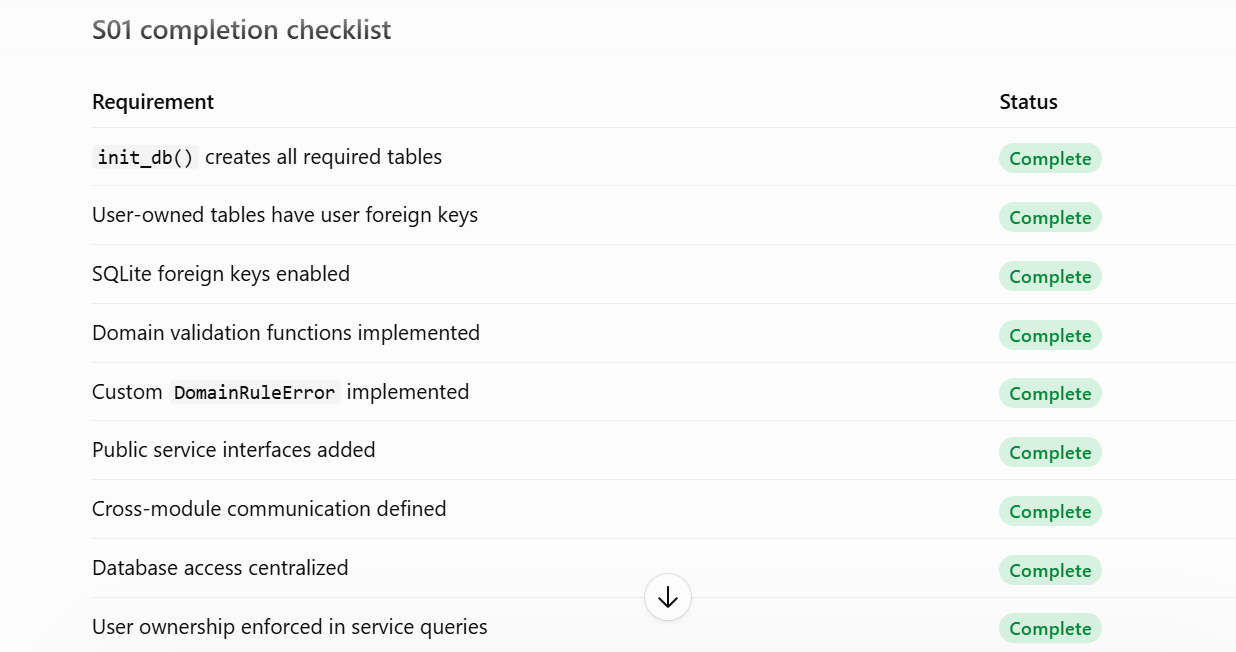 S01 completion checklist
Requirement Status
init_db() creates all required tables Complete
User-owned tables have user foreign keys Complete
SQLite foreign keys enabled Complete
Domain validation functions implemented Complete
Custom DomainRuleError implemented Complete
Public service interfaces added Complete
Cross-module communication defined Complete
Database access centralized Complete
User ownership enforced in service queries Complete